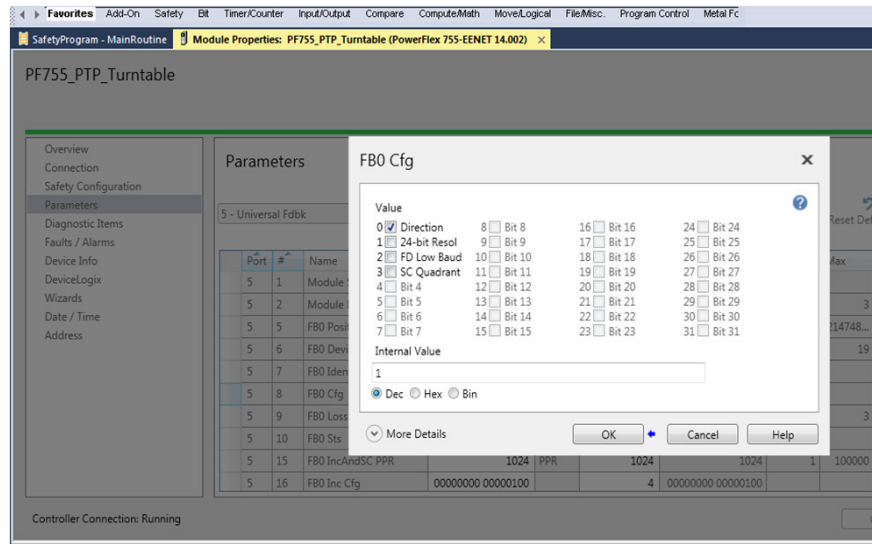 Favorites Add-On Safety Bit Timer/Counter Input/Output Compare Compute/Math Move/Logical File/Misc. Program Control Metal Fc
SafetyProgram - MainRoutine Module Properties: PF755_PTP_Turntable (PowerFlex 755-EENET 14.002) ×
PF755_PTP_Turntable
Overview
Connection
Safety Configuration
Parameters
Diagnostic Items
Faults / Alarms
Device Info
DeviceLogix
Wizards
Date / Time
Address
Parameters
5 - Universal Fdbk
Reset Def
Port # Name Max
5 1 Module
5 2 Module 3
5 5 FB0 Posit 214748...
5 6 FB0 Devi 19
5 7 FB0 Iden
5 8 FB0 Cfg
5 9 FB0 Loss 3
5 10 FB0 Sts
5 15 FB0 IncAndSC PPR 1024 PPR 1024 1024 1 100000
5 16 FB0 Inc Cfg 00000000 00000100 4 00000000 00000100
FB0 Cfg
Value
0 Direction 8 Bit 8 16 Bit 16 24 Bit 24
1 24-bit Resol 9 Bit 9 17 Bit 17 25 Bit 25
2 FD Low Baud 10 Bit 10 18 Bit 18 26 Bit 26
3 SC Quadrant 11 Bit 11 19 Bit 19 27 Bit 27
4 Bit 4 12 Bit 12 20 Bit 20 28 Bit 28
5 Bit 5 13 Bit 13 21 Bit 21 29 Bit 29
6 Bit 6 14 Bit 14 22 Bit 22 30 Bit 30
7 Bit 7 15 Bit 15 23 Bit 23 31 Bit 31
Internal Value
1
Dec Hex Bin
More Details OK Cancel Help
Controller Connection: Running